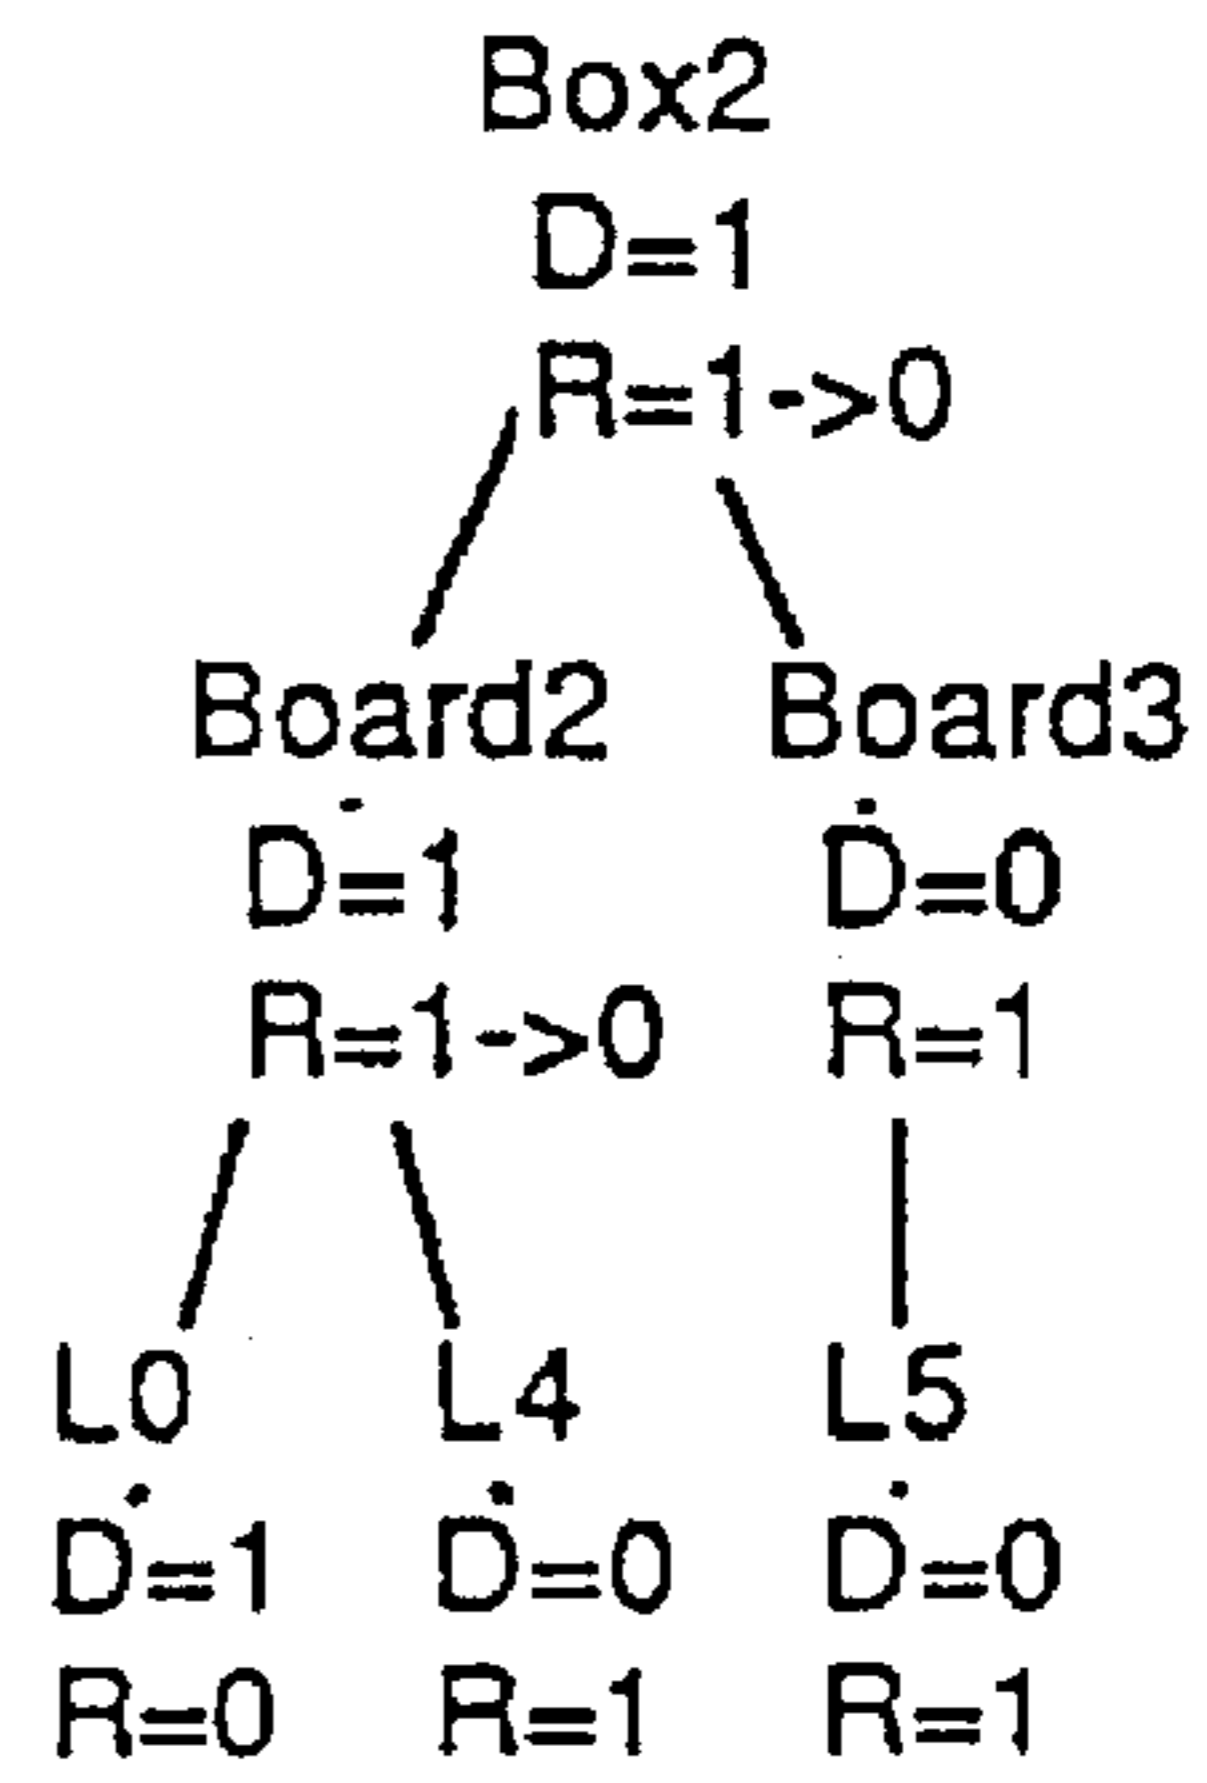 Box2
D=1
R=1->0
Board2 Board3
D=1 D=0
R=1->0 R=1
L0 L4 L5
D=1 D=0 D=0
R=0 R=1 R=1